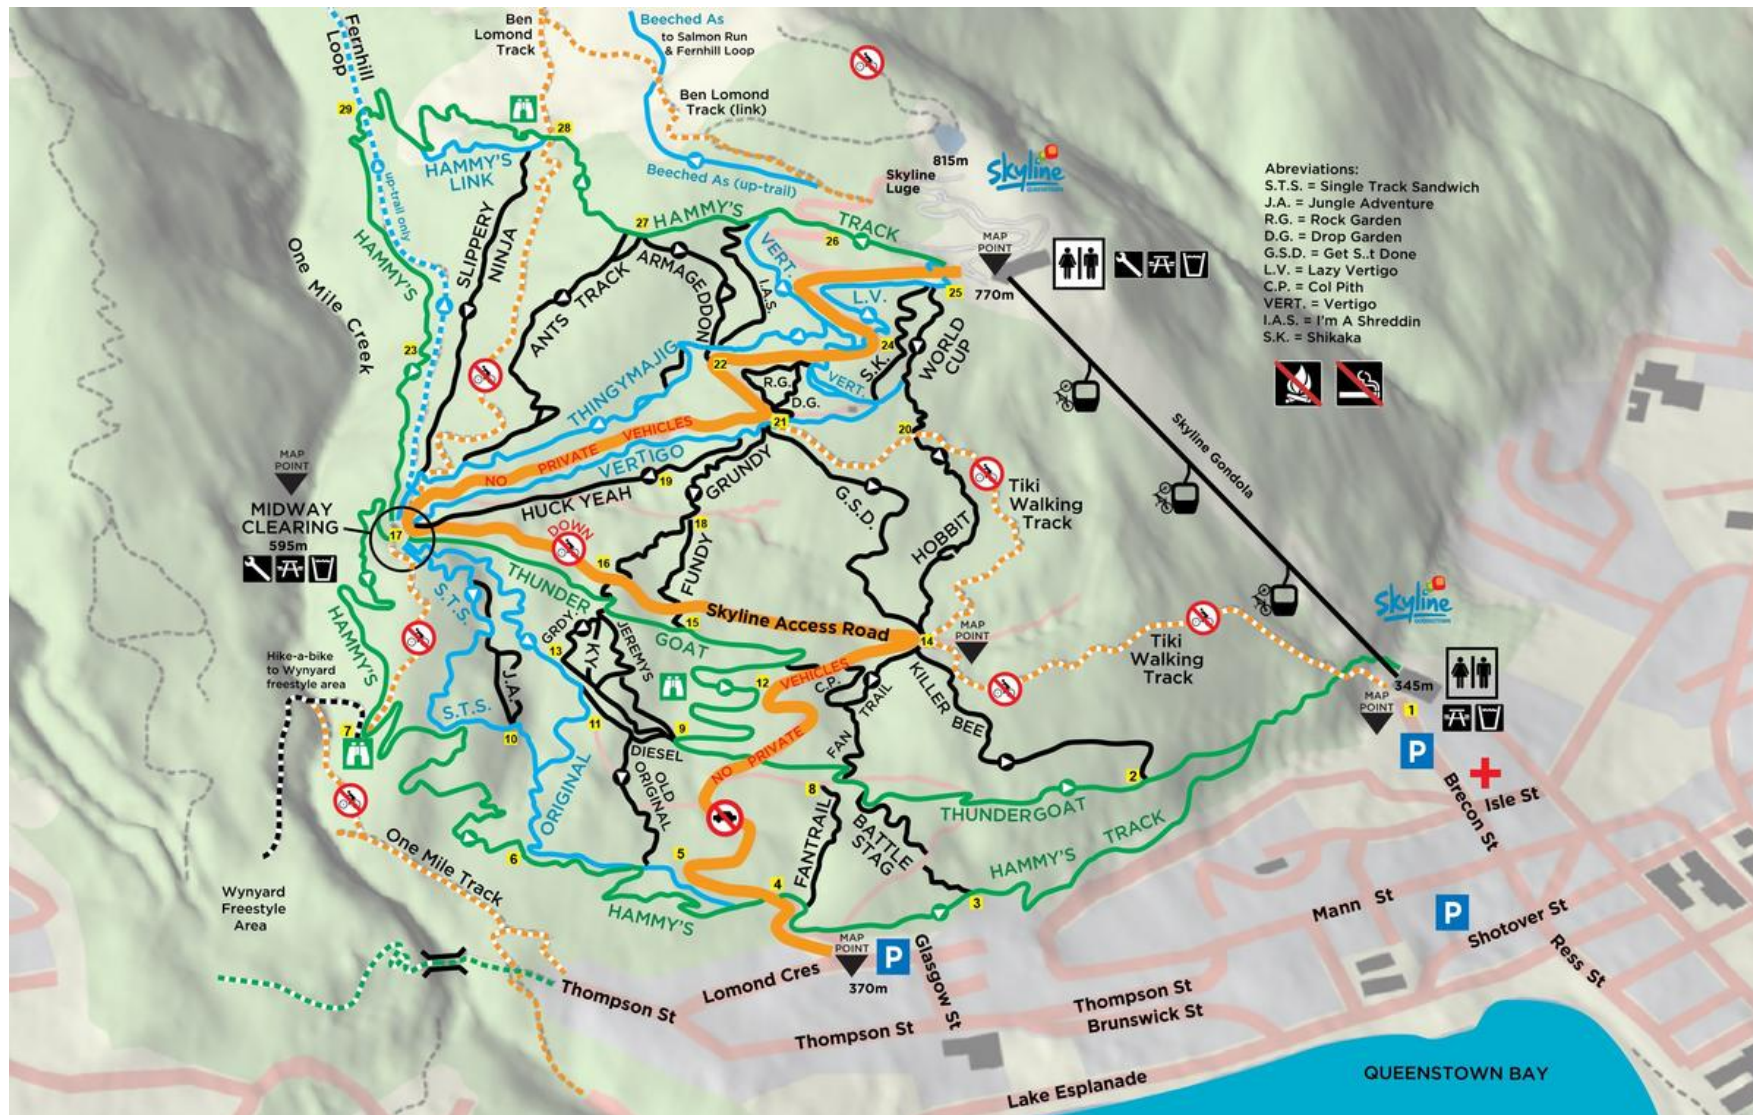 Fernhill
Loop
Ben
Lomond
Track
Beeched As
to Salmon Run
& Fernhill Loop
Ben Lomond
Track (link)
29
28
HAMMY'S
LINK
up-trail only
Beeched As (up-trail)
815m
Skyline
Luge
Skyline
QUEENSTOWN
Abreviations:
S.T.S. = Single Track Sandwich
J.A. = Jungle Adventure
R.G. = Rock Garden
D.G. = Drop Garden
G.S.D. = Get S..t Done
L.V. = Lazy Vertigo
C.P. = Col Pith
VERT. = Vertigo
I.A.S. = I'm A Shreddin
S.K. = Shikaka
27
HAMMY'S
TRACK
26
MAP
POINT
770m
25
HAMMY'S
One Mile Creek
SLIPPERY
NINJA
ANTS TRACK
ARMAGEDDON
I.A.S.
VERT.
L.V.
24
S.K.
WORLD
CUP
23
22
THINGYMAJIG
R.G.
D.G.
VERT.
21
20
Skyline Gondola
NO PRIVATE VEHICLES
VERTIGO
HUCK YEAH
19
GRUNDY
G.S.D.
HOBBIT
Tiki
Walking
Track
MAP
POINT
MIDWAY
CLEARING
595m
17
DOWN
16
18
FUNDY
THUNDER
GOAT
15
Skyline Access Road
14
MAP
POINT
Tiki
Walking
Track
Skyline
QUEENSTOWN
345m
MAP
POINT
1
P
HAMMY'S
S.T.S.
GRDY.
13
KY.
JEREMYS
12
VEHICLES
C.P.
TRAIL
FAN
KILLER
BEE
Hike-a-bike
to Wynyard
freestyle area
7
J.A.
S.T.S.
10
11
9
DIESEL
OLD
ORIGINAL
ORIGINAL
NO PRIVATE
8
2
THUNDERGOAT
HAMMY'S
TRACK
Brecon St
Isle St
FANTRAIL
BATTLE
STAG
One Mile Track
6
5
4
3
HAMMY'S
Wynyard
Freestyle
Area
MAP
POINT
370m
P
Lomond Cres
Glasgow St
Thompson St
Thompson St
Thompson St
Brunswick St
Mann St
P
Shotover St
Ress St
Lake Esplanade
QUEENSTOWN BAY